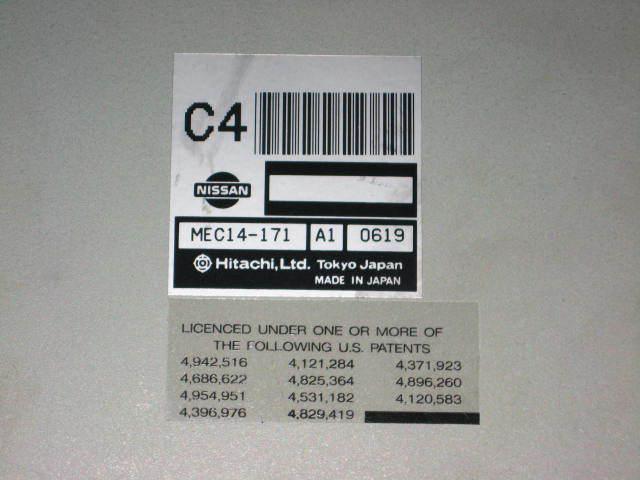 C4
NISSAN
MEC14-171 A1 0619
Hitachi, Ltd. Tokyo Japan
MADE IN JAPAN
LICENCED UNDER ONE OR MORE OF
THE FOLLOWING U.S. PATENTS
4,942,516 4,121,284 4,371,923
4,686,622 4,825,364 4,896,260
4,954,951 4,531,182 4,120,583
4,396,976 4,829,419